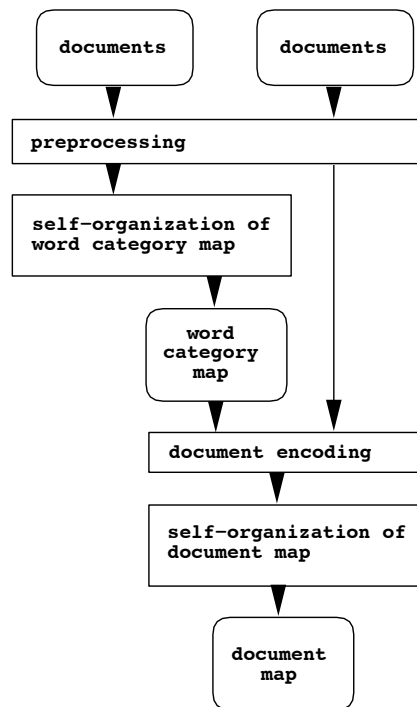 documents
documents
preprocessing
self-organization of
word category map
word
category
map
document encoding
self-organization of
document map
document
map